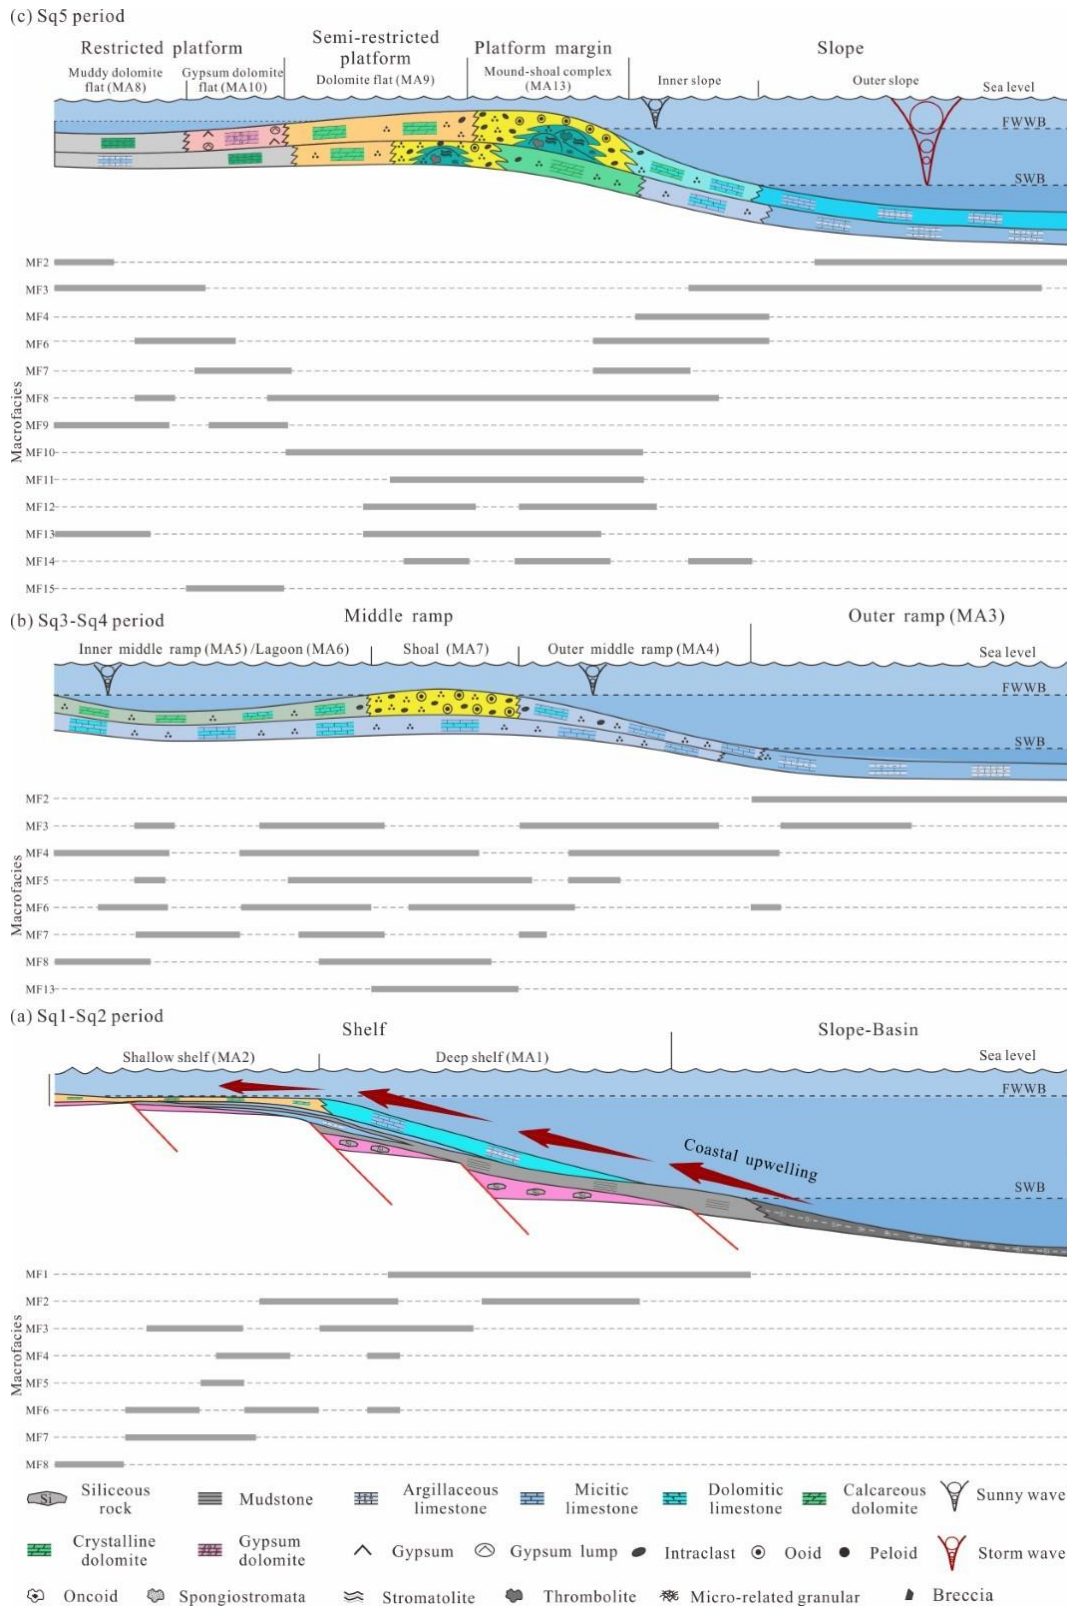 (c) Sq5 period
Restricted platform
Semi-restricted
platform
Platform margin
Slope
Muddy dolomite
flat (MA8)
Gypsum dolomite
flat (MA10)
Dolomite flat (MA9)
Mound-shoal complex
(MA13)
Inner slope
Outer slope
Sea level
FWWB
SWB
Macrofacies
MF2
MF3
MF4
MF6
MF7
MF8
MF9
MF10
MF11
MF12
MF13
MF14
MF15
(b) Sq3-Sq4 period
Middle ramp
Outer ramp (MA3)
Inner middle ramp (MA5) /Lagoon (MA6)
Shoal (MA7)
Outer middle ramp (MA4)
Sea level
FWWB
SWB
Macrofacies
MF2
MF3
MF4
MF5
MF6
MF7
MF8
MF13
(a) Sq1-Sq2 period
Shelf
Slope-Basin
Shallow shelf (MA2)
Deep shelf (MA1)
Sea level
FWWB
Coastal upwelling
SWB
Macrofacies
MF1
MF2
MF3
MF4
MF5
MF6
MF7
MF8
Si
Siliceous
rock
Mudstone
Argillaceous
limestone
Micitic
limestone
Dolomitic
limestone
Calcareous
dolomite
Sunny wave
Crystalline
dolomite
Gypsum
dolomite
Gypsum
Gypsum lump
Intraclast
Ooid
Peloid
Storm wave
Oncoid
Spongiostromata
Stromatolite
Thrombolite
Micro-related granular
Breccia